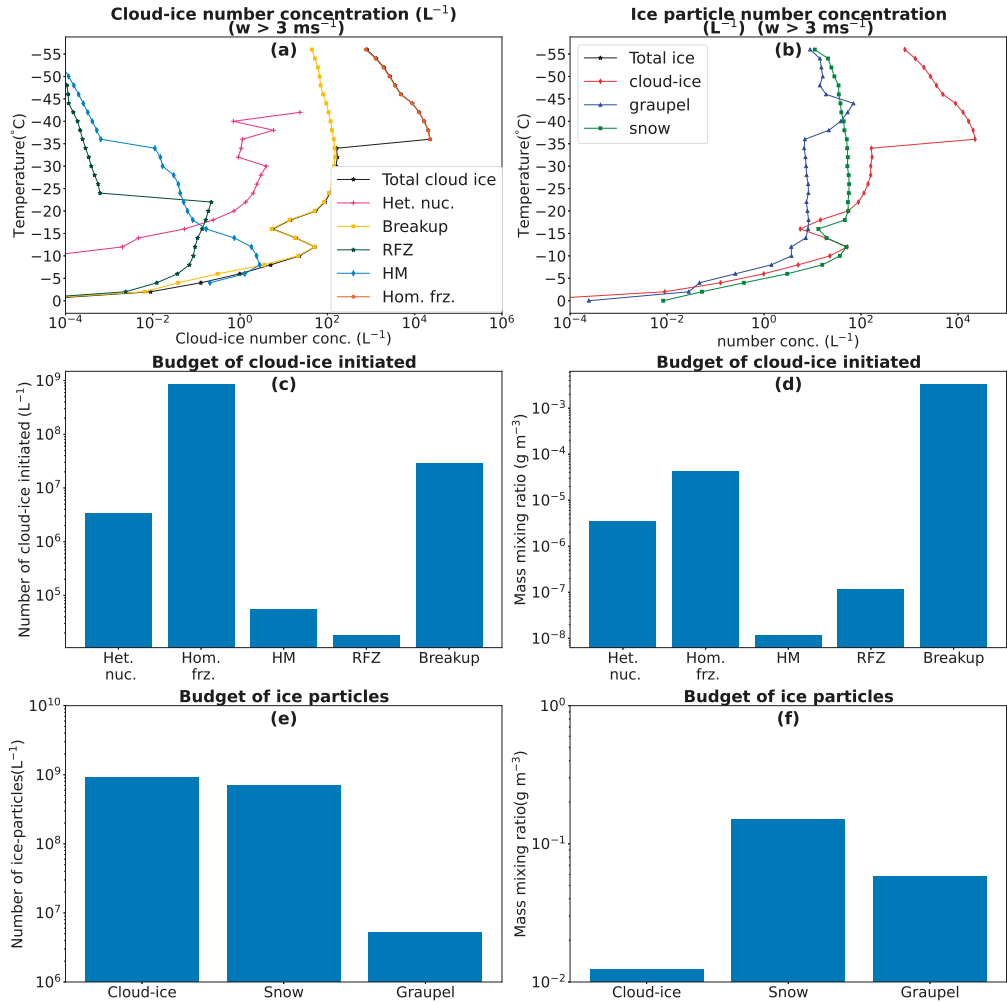 Cloud-ice number concentration (L⁻¹)
(w > 3 ms⁻¹)
(a)
Temperature(°C)
−55
−50
−45
−40
−35
−30
−25
−20
−15
−10
−5
0
Total cloud ice
Het. nuc.
Breakup
RFZ
HM
Hom. frz.
10⁻⁴
10⁻²
10⁰
10²
10⁴
10⁶
Cloud-ice number conc. (L⁻¹)
Ice particle number concentration
(L⁻¹)  (w > 3 ms⁻¹)
(b)
Temperature(°C)
−55
−50
−45
−40
−35
−30
−25
−20
−15
−10
−5
0
Total ice
cloud-ice
graupel
snow
10⁻⁴
10⁻²
10⁰
10²
10⁴
number conc. (L⁻¹)
Budget of cloud-ice initiated
(c)
Number of cloud-ice initiated (L⁻¹)
10⁹
10⁸
10⁷
10⁶
10⁵
Het.
nuc.
Hom.
frz.
HM
RFZ
Breakup
Budget of cloud-ice initiated
(d)
Mass mixing ratio (g m⁻³)
10⁻³
10⁻⁴
10⁻⁵
10⁻⁶
10⁻⁷
10⁻⁸
Het.
nuc.
Hom.
frz.
HM
RFZ
Breakup
Budget of ice particles
(e)
Number of ice-particles(L⁻¹)
10¹⁰
10⁹
10⁸
10⁷
10⁶
Cloud-ice
Snow
Graupel
Budget of ice particles
(f)
Mass mixing ratio(g m⁻³)
10⁰
10⁻¹
10⁻²
Cloud-ice
Snow
Graupel